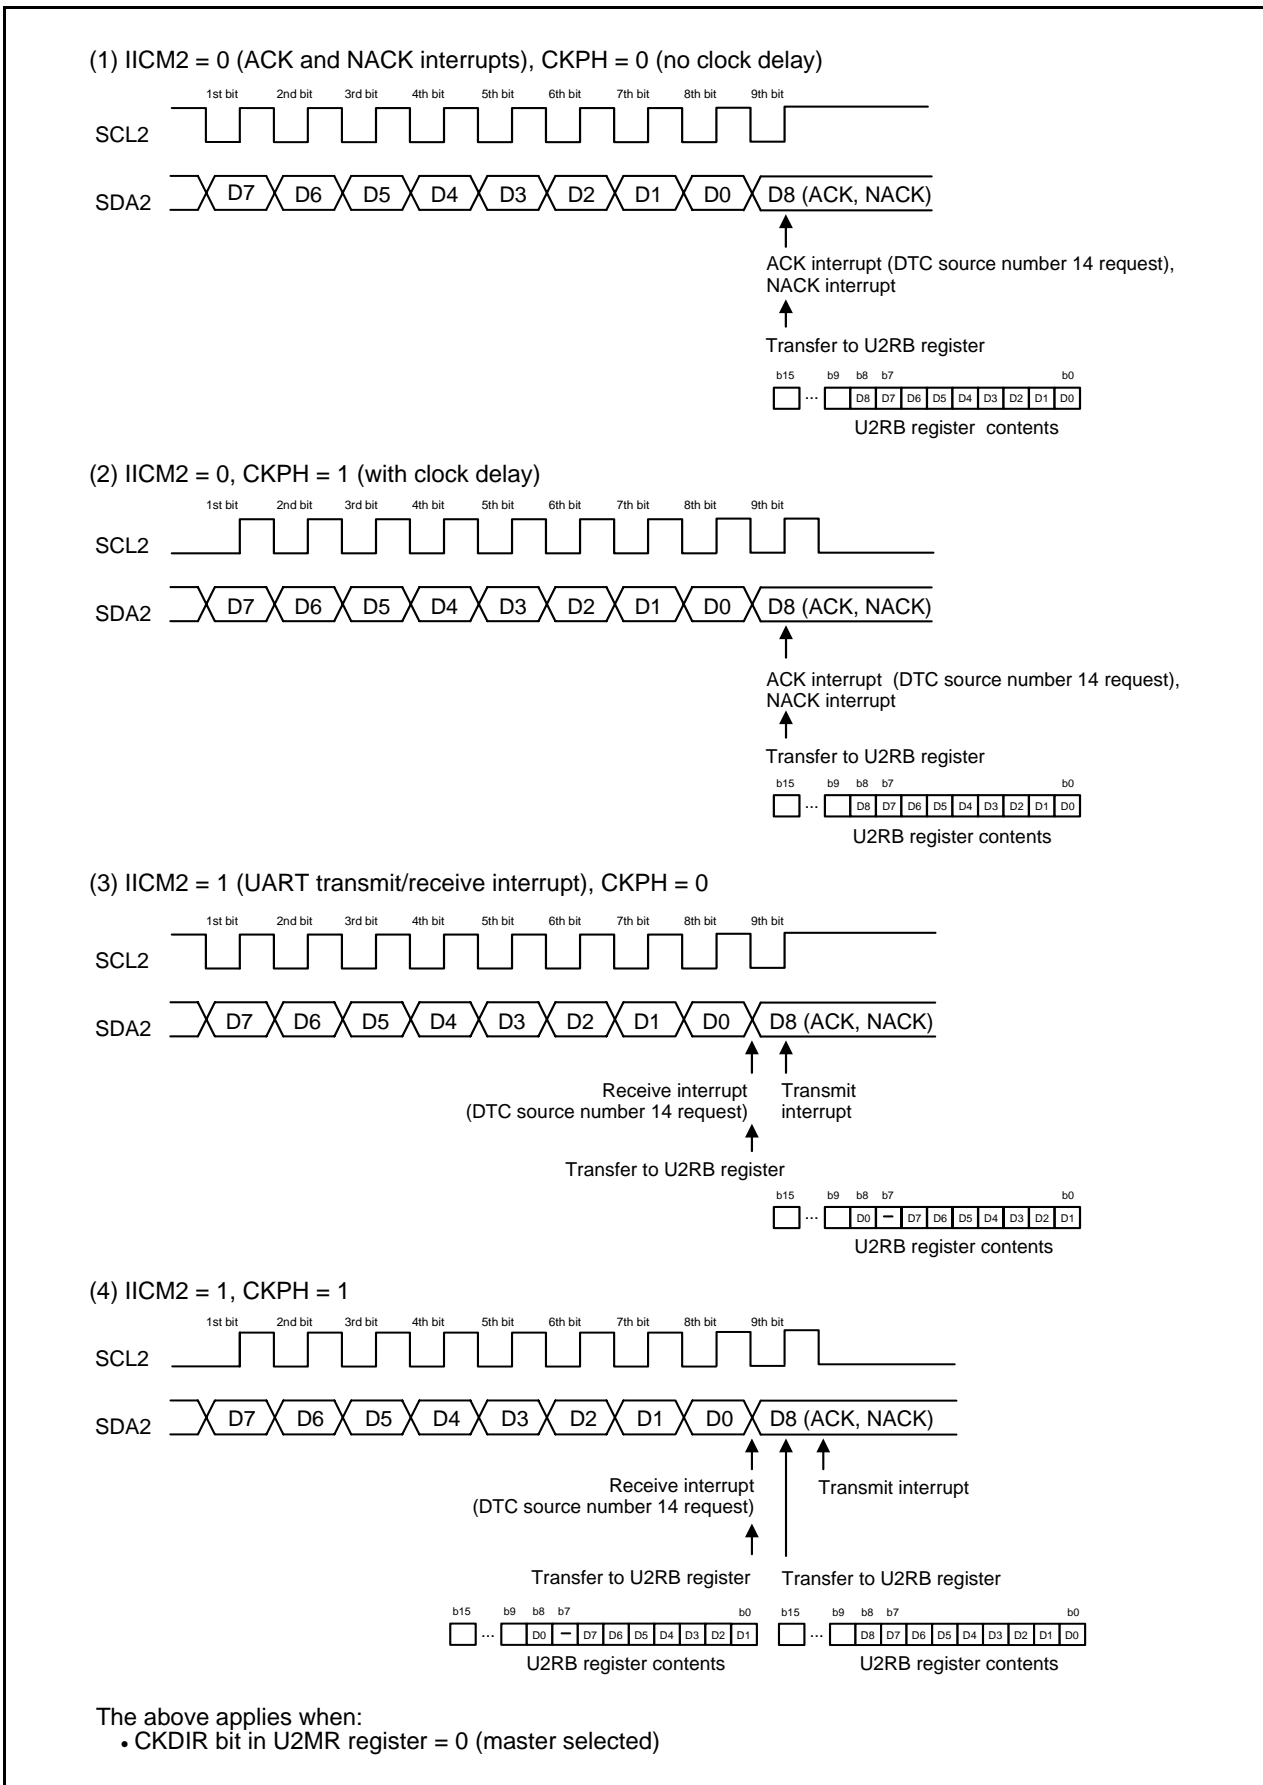 (1) IICM2 = 0 (ACK and NACK interrupts), CKPH = 0 (no clock delay)
1st bit 2nd bit 3rd bit 4th bit 5th bit 6th bit 7th bit 8th bit 9th bit
SCL2
SDA2 D7 D6 D5 D4 D3 D2 D1 D0 D8 (ACK, NACK)
ACK interrupt (DTC source number 14 request),
NACK interrupt
Transfer to U2RB register
b15 b9 b8 b7 b0
... D8 D7 D6 D5 D4 D3 D2 D1 D0
U2RB register contents
(2) IICM2 = 0, CKPH = 1 (with clock delay)
1st bit 2nd bit 3rd bit 4th bit 5th bit 6th bit 7th bit 8th bit 9th bit
SCL2
SDA2 D7 D6 D5 D4 D3 D2 D1 D0 D8 (ACK, NACK)
ACK interrupt (DTC source number 14 request),
NACK interrupt
Transfer to U2RB register
b15 b9 b8 b7 b0
... D8 D7 D6 D5 D4 D3 D2 D1 D0
U2RB register contents
(3) IICM2 = 1 (UART transmit/receive interrupt), CKPH = 0
1st bit 2nd bit 3rd bit 4th bit 5th bit 6th bit 7th bit 8th bit 9th bit
SCL2
SDA2 D7 D6 D5 D4 D3 D2 D1 D0 D8 (ACK, NACK)
Receive interrupt Transmit
(DTC source number 14 request) interrupt
Transfer to U2RB register
b15 b9 b8 b7 b0
... D0 – D7 D6 D5 D4 D3 D2 D1
U2RB register contents
(4) IICM2 = 1, CKPH = 1
1st bit 2nd bit 3rd bit 4th bit 5th bit 6th bit 7th bit 8th bit 9th bit
SCL2
SDA2 D7 D6 D5 D4 D3 D2 D1 D0 D8 (ACK, NACK)
Receive interrupt Transmit interrupt
(DTC source number 14 request)
Transfer to U2RB register Transfer to U2RB register
b15 b9 b8 b7 b0 b15 b9 b8 b7 b0
... D0 – D7 D6 D5 D4 D3 D2 D1 ... D8 D7 D6 D5 D4 D3 D2 D1 D0
U2RB register contents U2RB register contents
The above applies when:
• CKDIR bit in U2MR register = 0 (master selected)